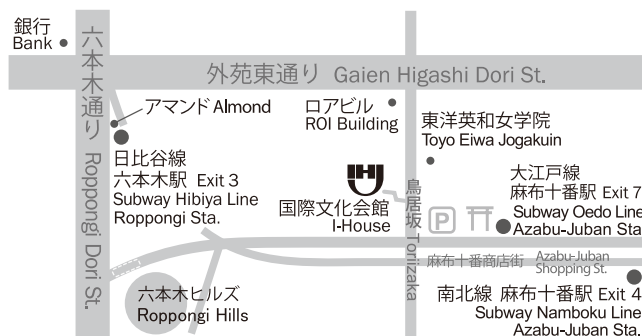 銀行
Bank
六本木通り Roppongi Dori St.
外苑東通り Gaien Higashi Dori St.
アマンド Almond
ロアビル
ROI Building
東洋英和女学院
Toyo Eiwa Jogakuin
日比谷線
六本木駅 Exit 3
Subway Hibiya Line
Roppongi Sta.
IHJ
国際文化会館
I-House
鳥居坂 Toriizaka
P
大江戸線
麻布十番駅 Exit 7
Subway Oedo Line
Azabu-Juban Sta
麻布十番商店街
Azabu-Juban
Shopping St.
六本木ヒルズ
Roppongi Hills
南北線 麻布十番駅 Exit 4
Subway Namboku Line
Azabu-Juban Sta.